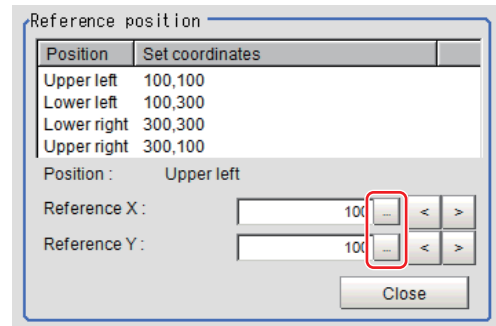 Reference position
Position Set coordinates
Upper left 100,100
Lower left 100,300
Lower right 300,300
Upper right 300,100
Position : Upper left
Reference X : 100 ... < >
Reference Y : 100 ... < >
Close